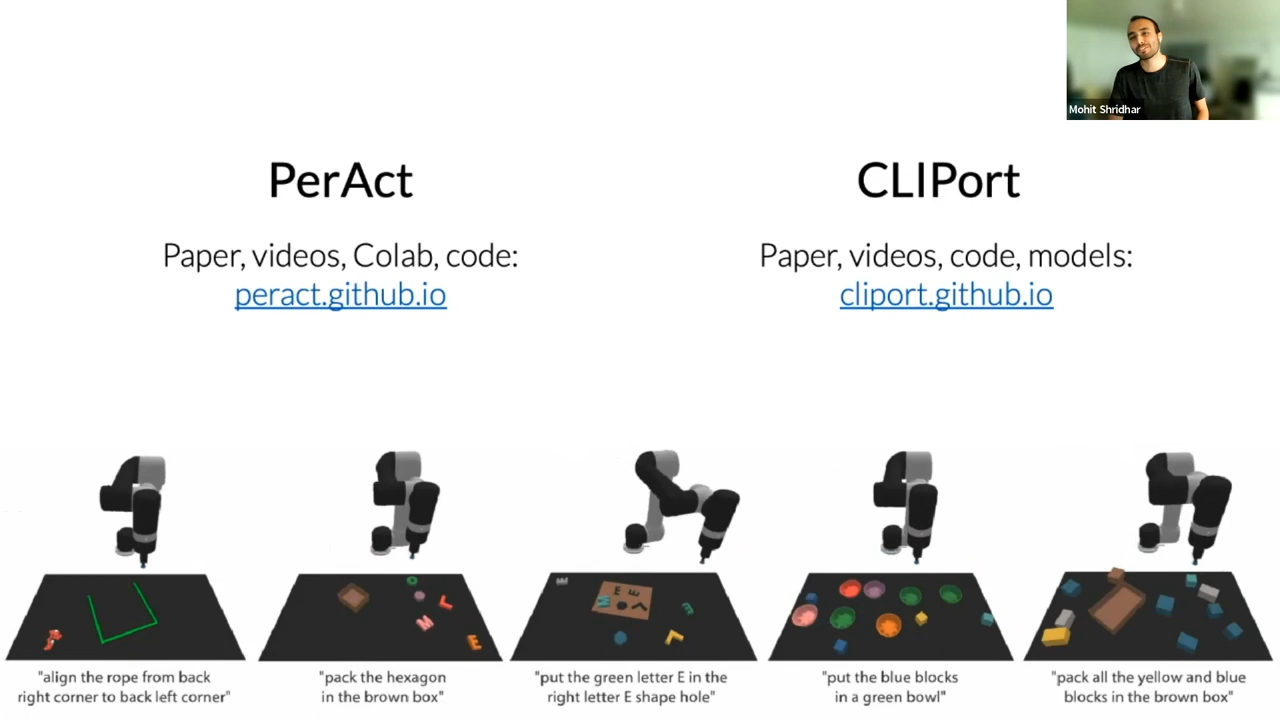 Mohit Shridhar
PerAct
Paper, videos, Colab, code:
peract.github.io
CLIPort
Paper, videos, code, models:
cliport.github.io
"align the rope from back
right corner to back left corner"
"pack the hexagon
in the brown box"
"put the green letter E in the
right letter E shape hole"
"put the blue blocks
in a green bowl"
"pack all the yellow and blue
blocks in the brown box"